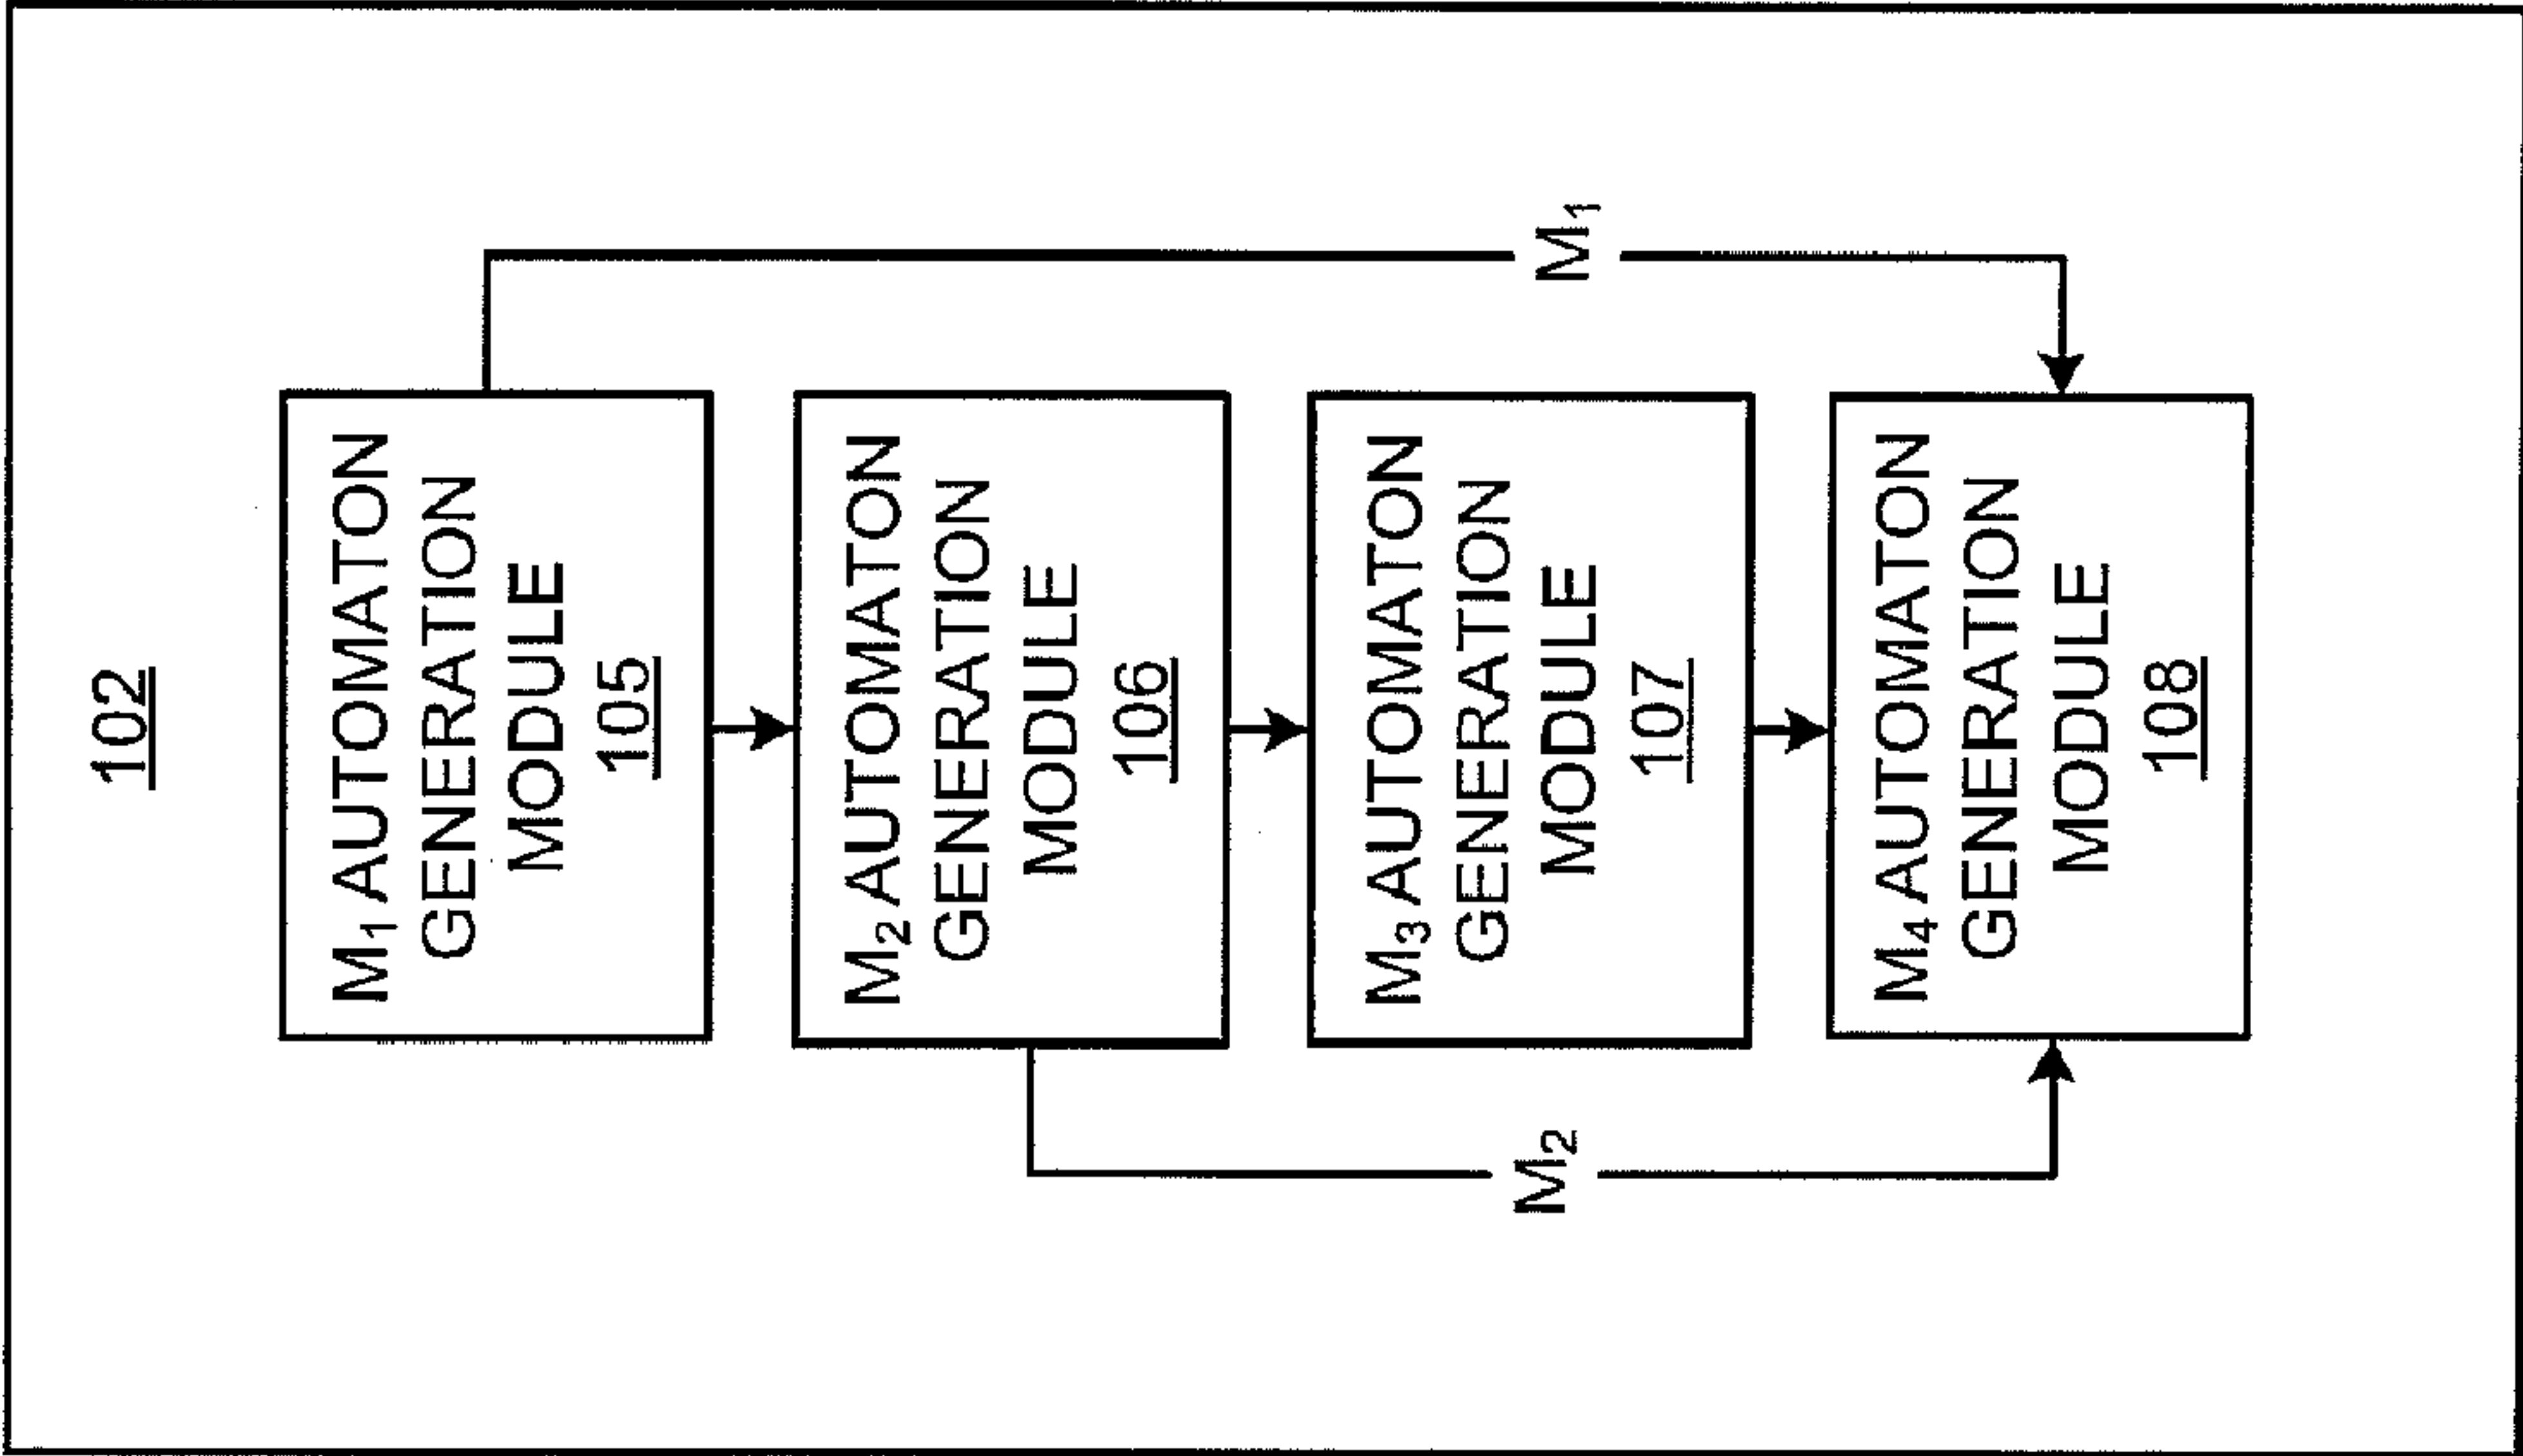 102
M₁ AUTOMATON
GENERATION
MODULE
105
M₂ AUTOMATON
GENERATION
MODULE
106
M₃ AUTOMATON
GENERATION
MODULE
107
M₄ AUTOMATON
GENERATION
MODULE
108
M₂
M₁